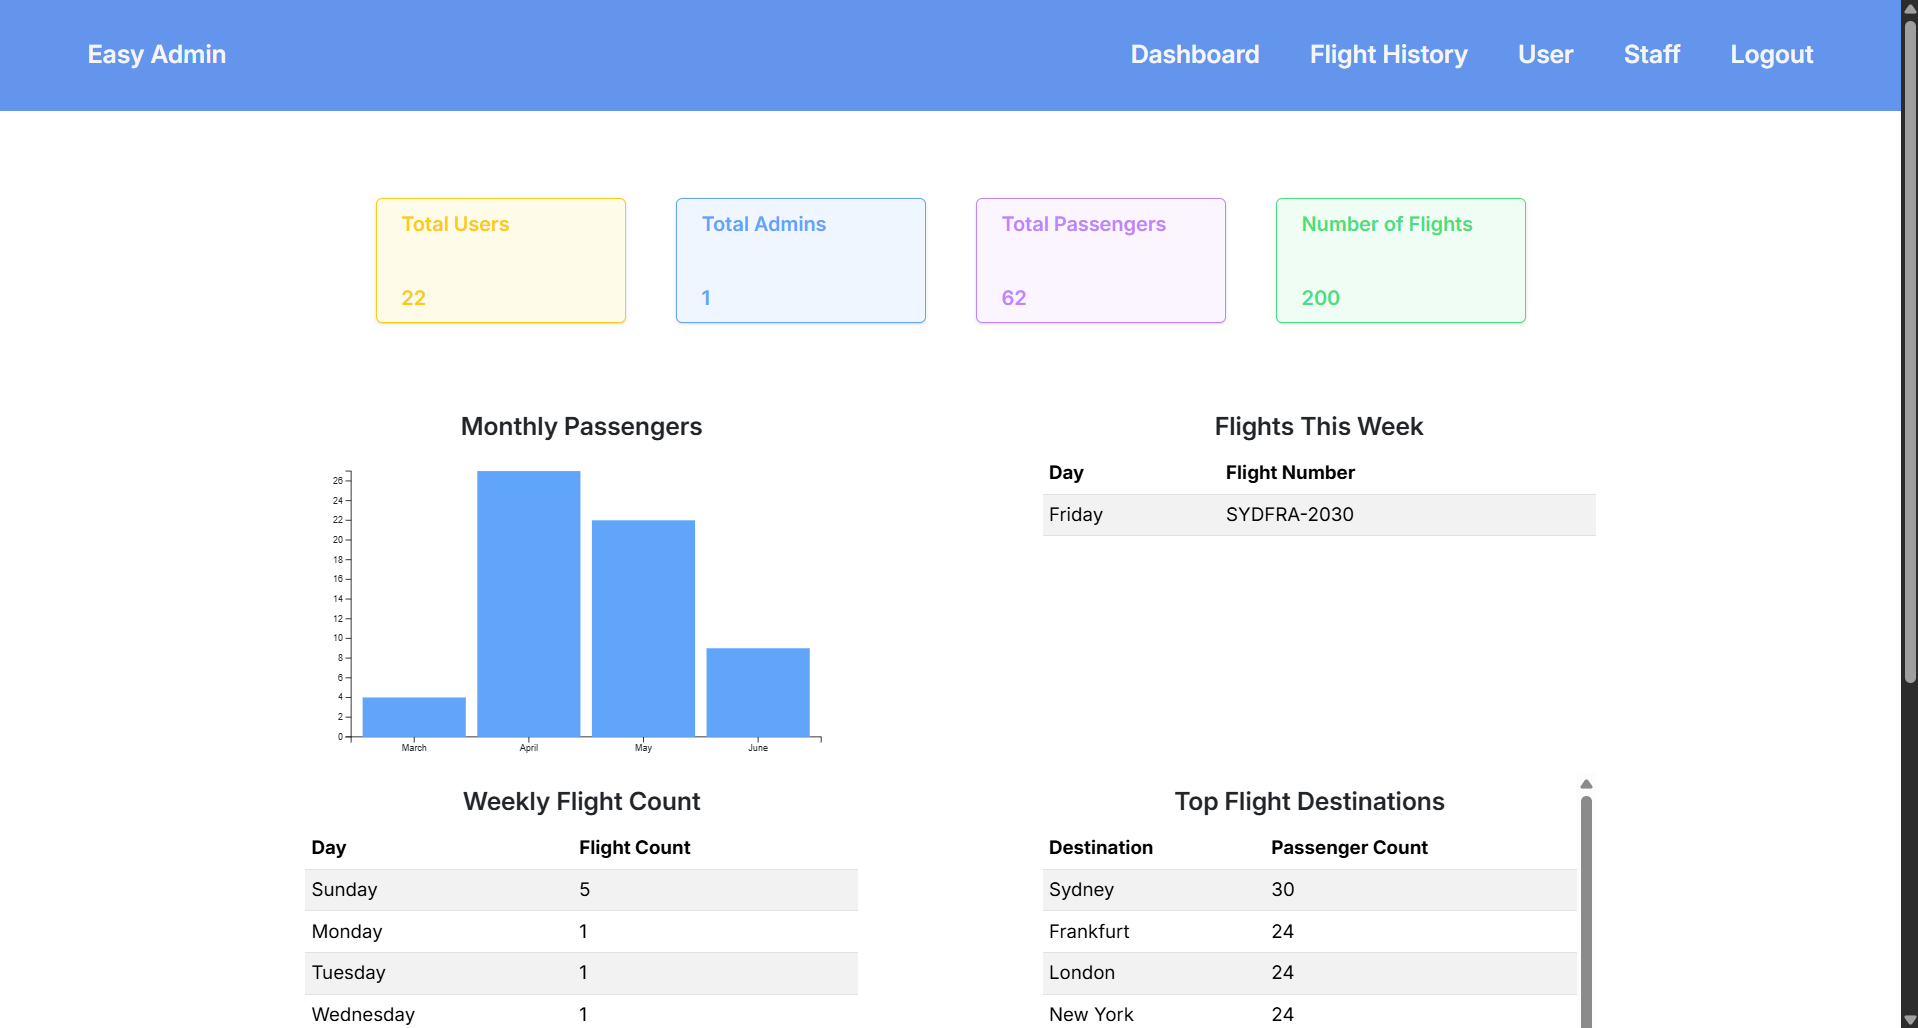 Easy Admin
Dashboard Flight History User Staff Logout
Total Users
22
Total Admins
1
Total Passengers
62
Number of Flights
200
Monthly Passengers
26
24
22
20
18
16
14
12
10
8
6
4
2
0
March April May June
Flights This Week
Day Flight Number
Friday SYDFRA-2030
Weekly Flight Count
Day Flight Count
Sunday 5
Monday 1
Tuesday 1
Wednesday 1
Top Flight Destinations
Destination Passenger Count
Sydney 30
Frankfurt 24
London 24
New York 24